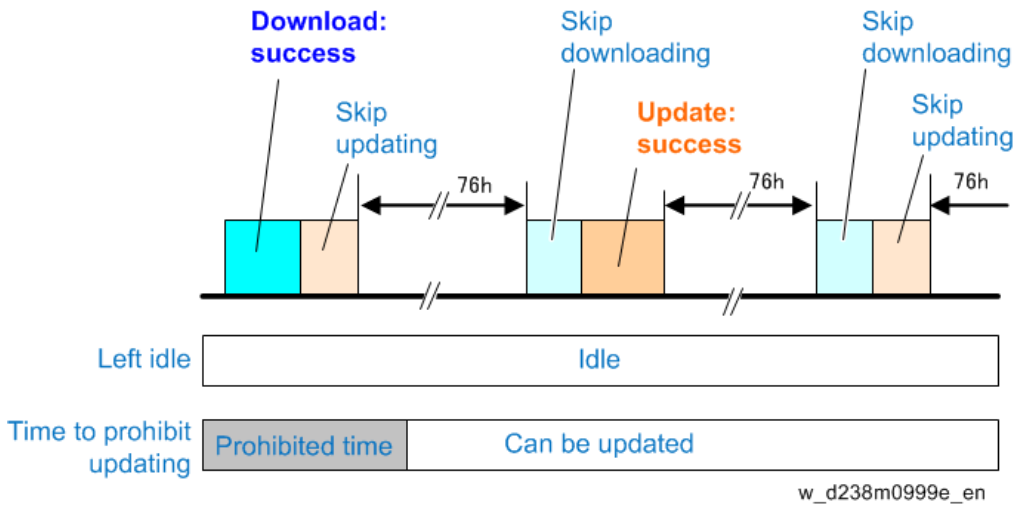 Download:
success
Skip
downloading
Skip
downloading
Skip
updating
Update:
success
Skip
updating
76h
76h
76h
Left idle
Idle
Time to prohibit
updating
Prohibited time
Can be updated
w_d238m0999e_en